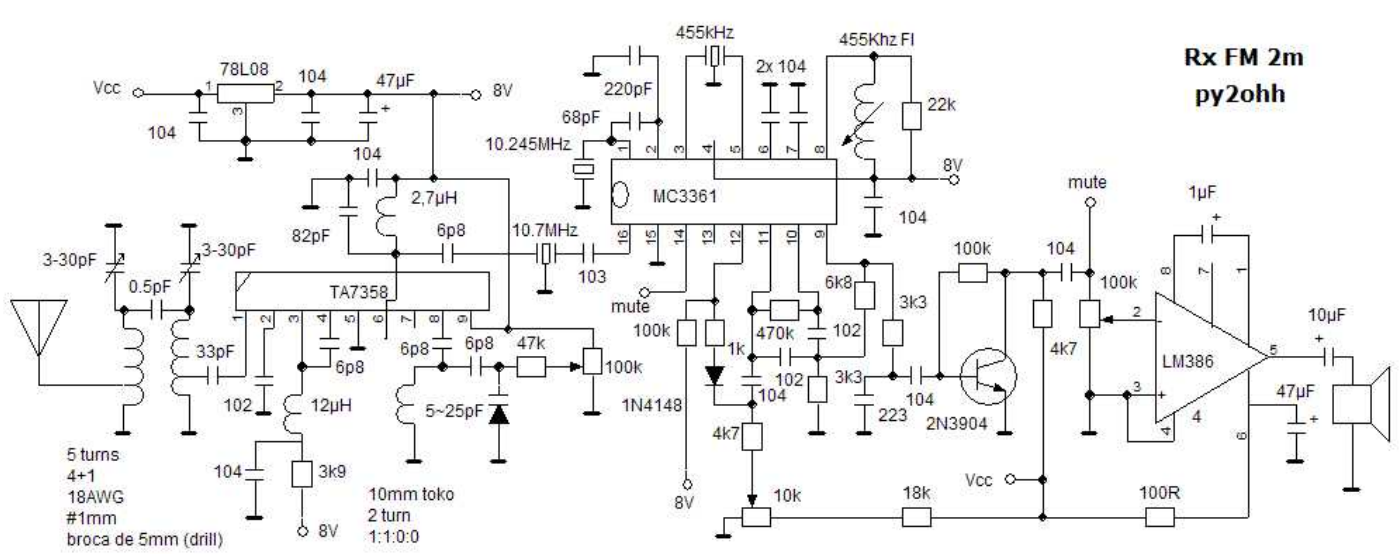 Rx FM 2m
py2ohh
455kHz
455Khz FI
78L08
104
47µF
Vcc
1
2
3
+
8V
104
220pF
2x 104
22k
68pF
10.245MHz
104
2,7µH
1
2
3
4
5
6
7
8
MC3361
8V
104
mute
1µF
+
82pF
6p8
10.7MHz
103
16
15
14
13
12
11
10
9
3-30pF
3-30pF
0.5pF
TA7358
mute
100k
104
100k
8
7
1
6k8
3k3
1
2
3
4
5
6
7
8
9
33pF
6p8
6p8
6p8
47k
100k
100k
1k
470k
102
2
-
LM386
5
10µF
+
4k7
102
12µH
5~25pF
1N4148
104
102
3k3
223
104
2N3904
3
+
4
4
6
47µF
+
5 turns
4+1
18AWG
#1mm
broca de 5mm (drill)
104
3k9
8V
10mm toko
2 turn
1:1:0:0
4k7
8V
10k
18k
Vcc
100R